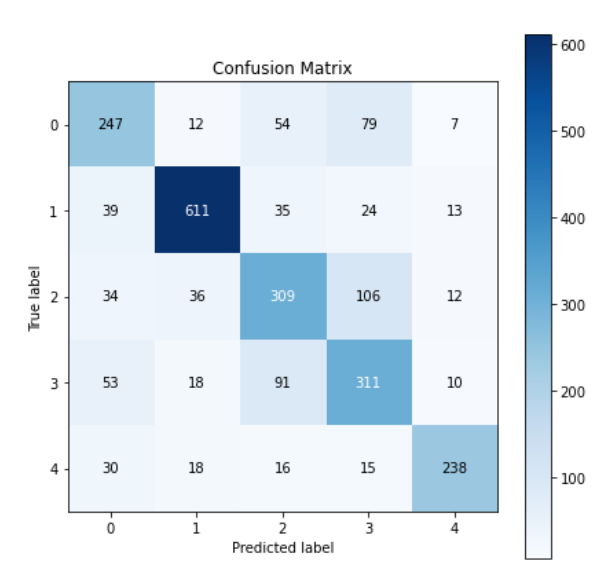 Confusion Matrix
0 247 12 54 79 7
1 39 611 35 24 13
2 34 36 309 106 12
3 53 18 91 311 10
4 30 18 16 15 238
0 1 2 3 4
Predicted label
True label
600
500
400
300
200
100